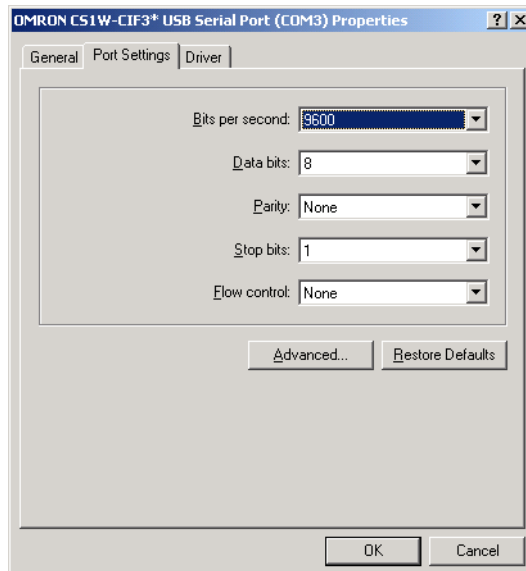 OMRON CS1W-CIF3* USB Serial Port (COM3) Properties
General Port Settings Driver
Bits per second: 9600
Data bits: 8
Parity: None
Stop bits: 1
Flow control: None
Advanced... Restore Defaults
OK Cancel